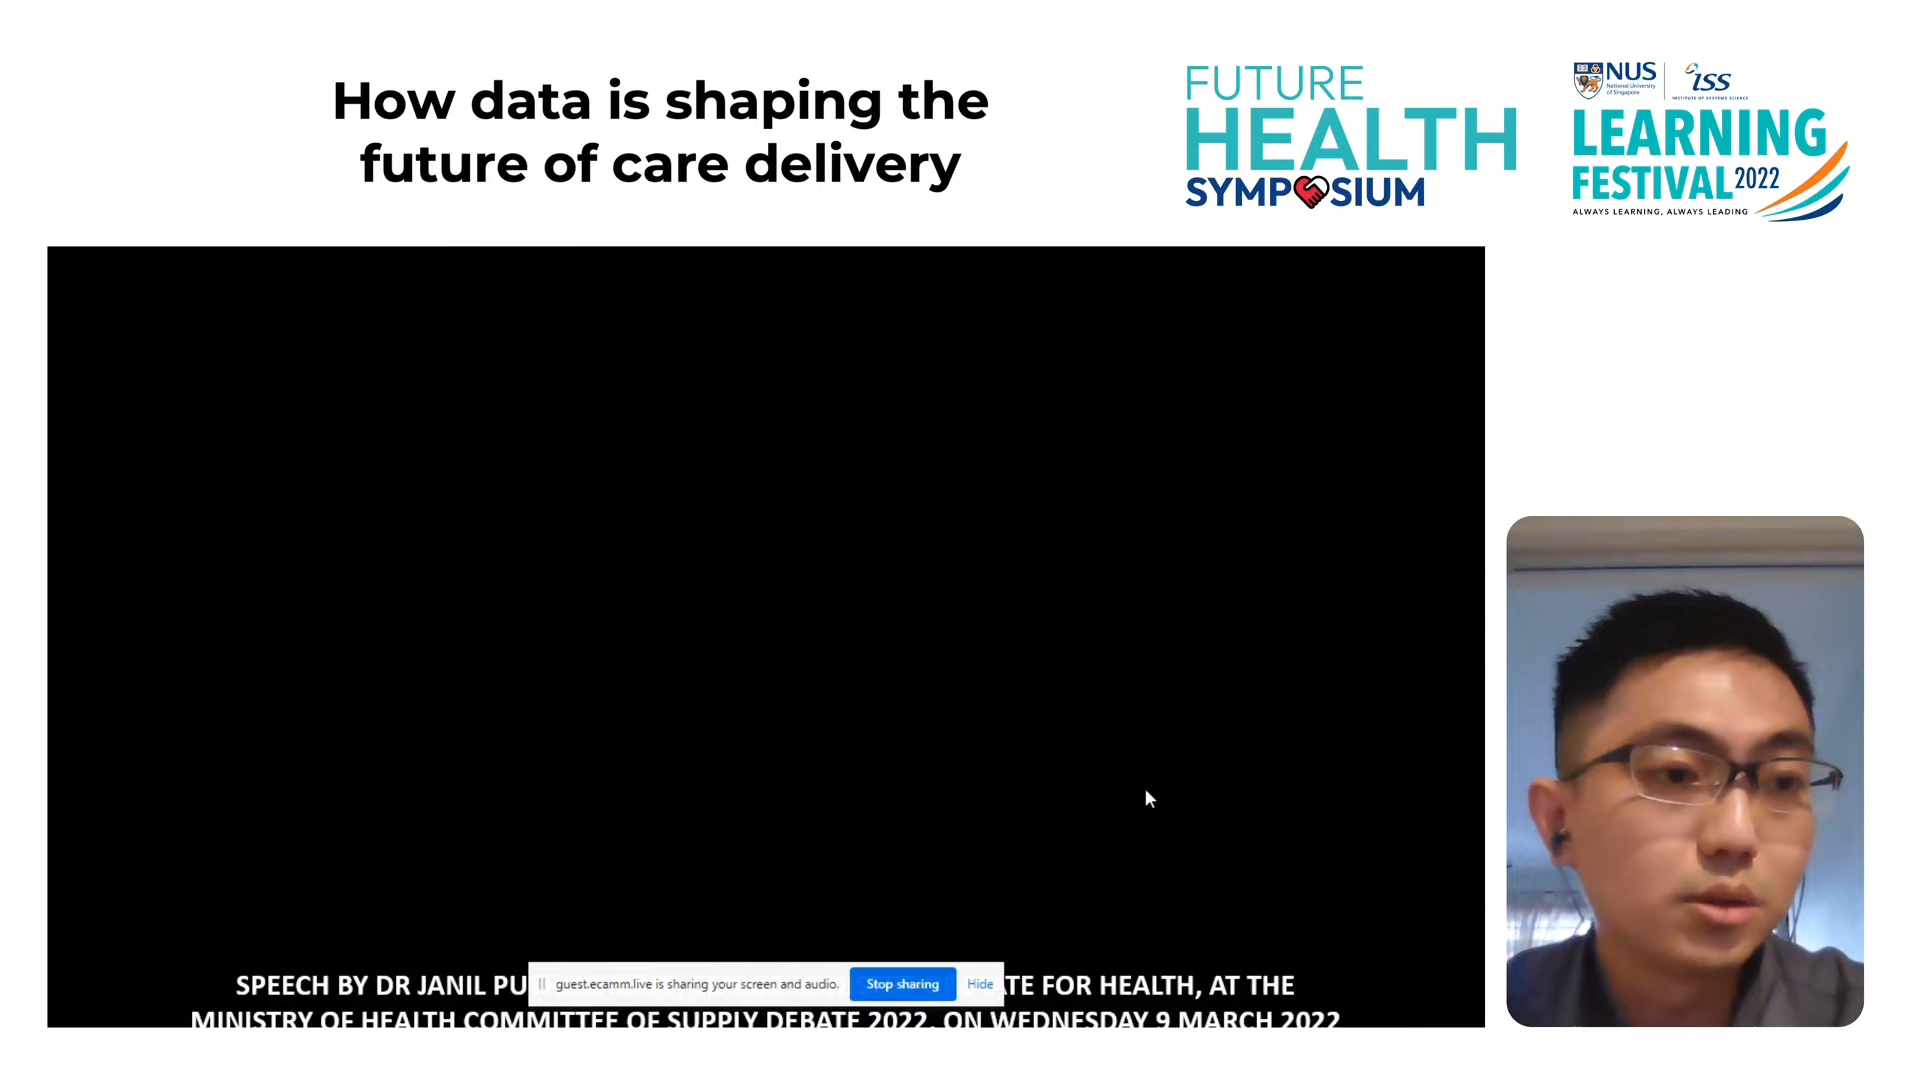 How data is shaping the
future of care delivery
FUTURE
HEALTH
SYMPOSIUM
NUS
National University
of Singapore
iss
INSTITUTE OF SYSTEMS SCIENCE
LEARNING
FESTIVAL 2022
ALWAYS LEARNING, ALWAYS LEADING
SPEECH BY DR JANIL PU
guest.ecamm.live is sharing your screen and audio.
Stop sharing
Hide
TE FOR HEALTH, AT THE
MINISTRY OF HEALTH COMMITTEE OF SUPPLY DEBATE 2022, ON WEDNESDAY 9 MARCH 2022